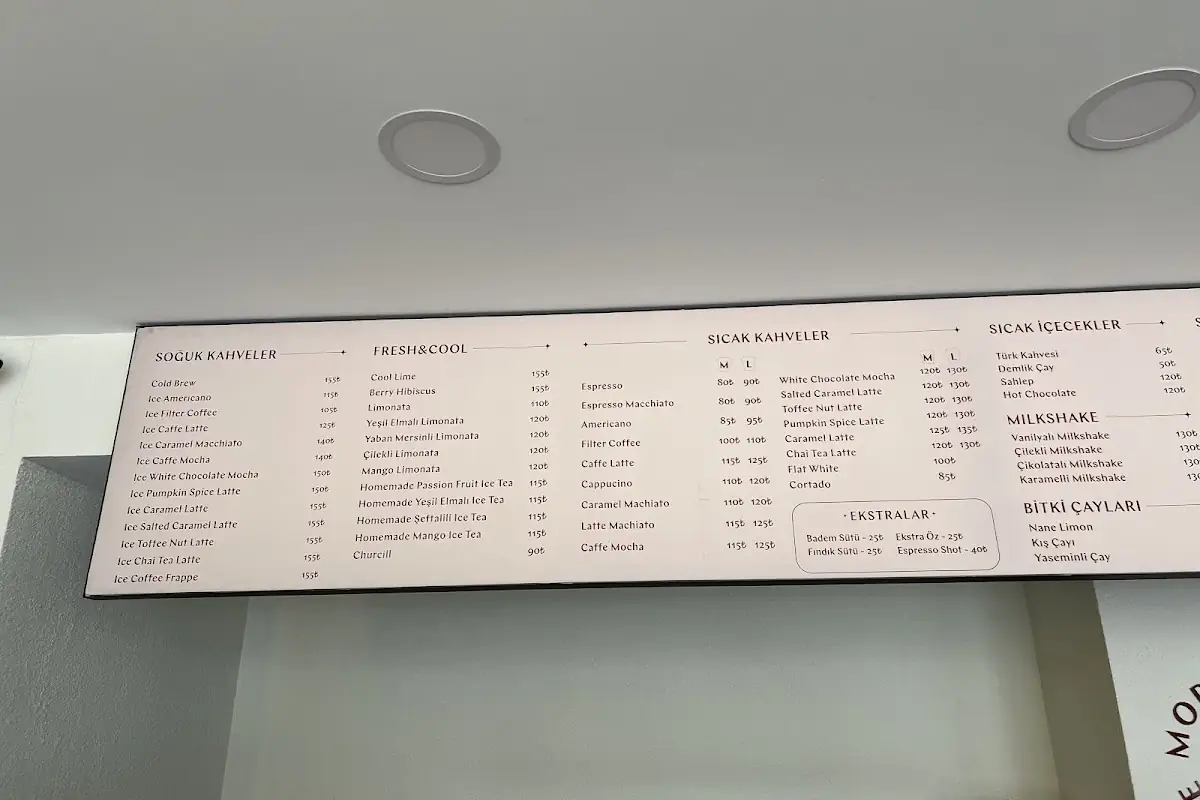 SOĞUK KAHVELER
Cold Brew 155₺
Ice Americano 115₺
Ice Filter Coffee 105₺
Ice Caffe Latte 125₺
Ice Caramel Macchiato 140₺
Ice Caffe Mocha 140₺
Ice White Chocolate Mocha 150₺
Ice Pumpkin Spice Latte 150₺
Ice Caramel Latte 155₺
Ice Salted Caramel Latte 155₺
Ice Toffee Nut Latte 155₺
Ice Chai Tea Latte 155₺
Ice Coffee Frappe 155₺
FRESH&COOL
Cool Lime 155₺
Berry Hibiscus 155₺
Limonata 110₺
Yeşil Elmalı Limonata 120₺
Yaban Mersinli Limonata 120₺
Çilekli Limonata 120₺
Mango Limonata 120₺
Homemade Passion Fruit Ice Tea 115₺
Homemade Yeşil Elmalı Ice Tea 115₺
Homemade Şeftalili Ice Tea 115₺
Homemade Mango Ice Tea 115₺
Churcill 90₺
SICAK KAHVELER
M L
Espresso 80₺ 90₺
Espresso Macchiato 80₺ 90₺
Americano 85₺ 95₺
Filter Coffee 100₺ 110₺
Caffe Latte 115₺ 125₺
Cappucino 110₺ 120₺
Caramel Machiato 110₺ 120₺
Latte Machiato 115₺ 125₺
Caffe Mocha 115₺ 125₺
M L
White Chocolate Mocha 120₺ 130₺
Salted Caramel Latte 120₺ 130₺
Toffee Nut Latte 120₺ 130₺
Pumpkin Spice Latte 120₺ 130₺
Caramel Latte 125₺ 135₺
Chai Tea Latte 120₺ 130₺
Flat White 100₺
Cortado 85₺
EKSTRALAR
Badem Sütü - 25₺ Ekstra Öz - 25₺
Fındık Sütü - 25₺ Espresso Shot - 40₺
SICAK İÇECEKLER
Türk Kahvesi 65₺
Demlik Çay 50₺
Sahlep 120₺
Hot Chocolate 120₺
MILKSHAKE
Vanilyalı Milkshake 130₺
Çilekli Milkshake 130₺
Çikolatalı Milkshake 130
Karamelli Milkshake 130
BİTKİ ÇAYLARI
Nane Limon
Kış Çayı
Yaseminli Çay